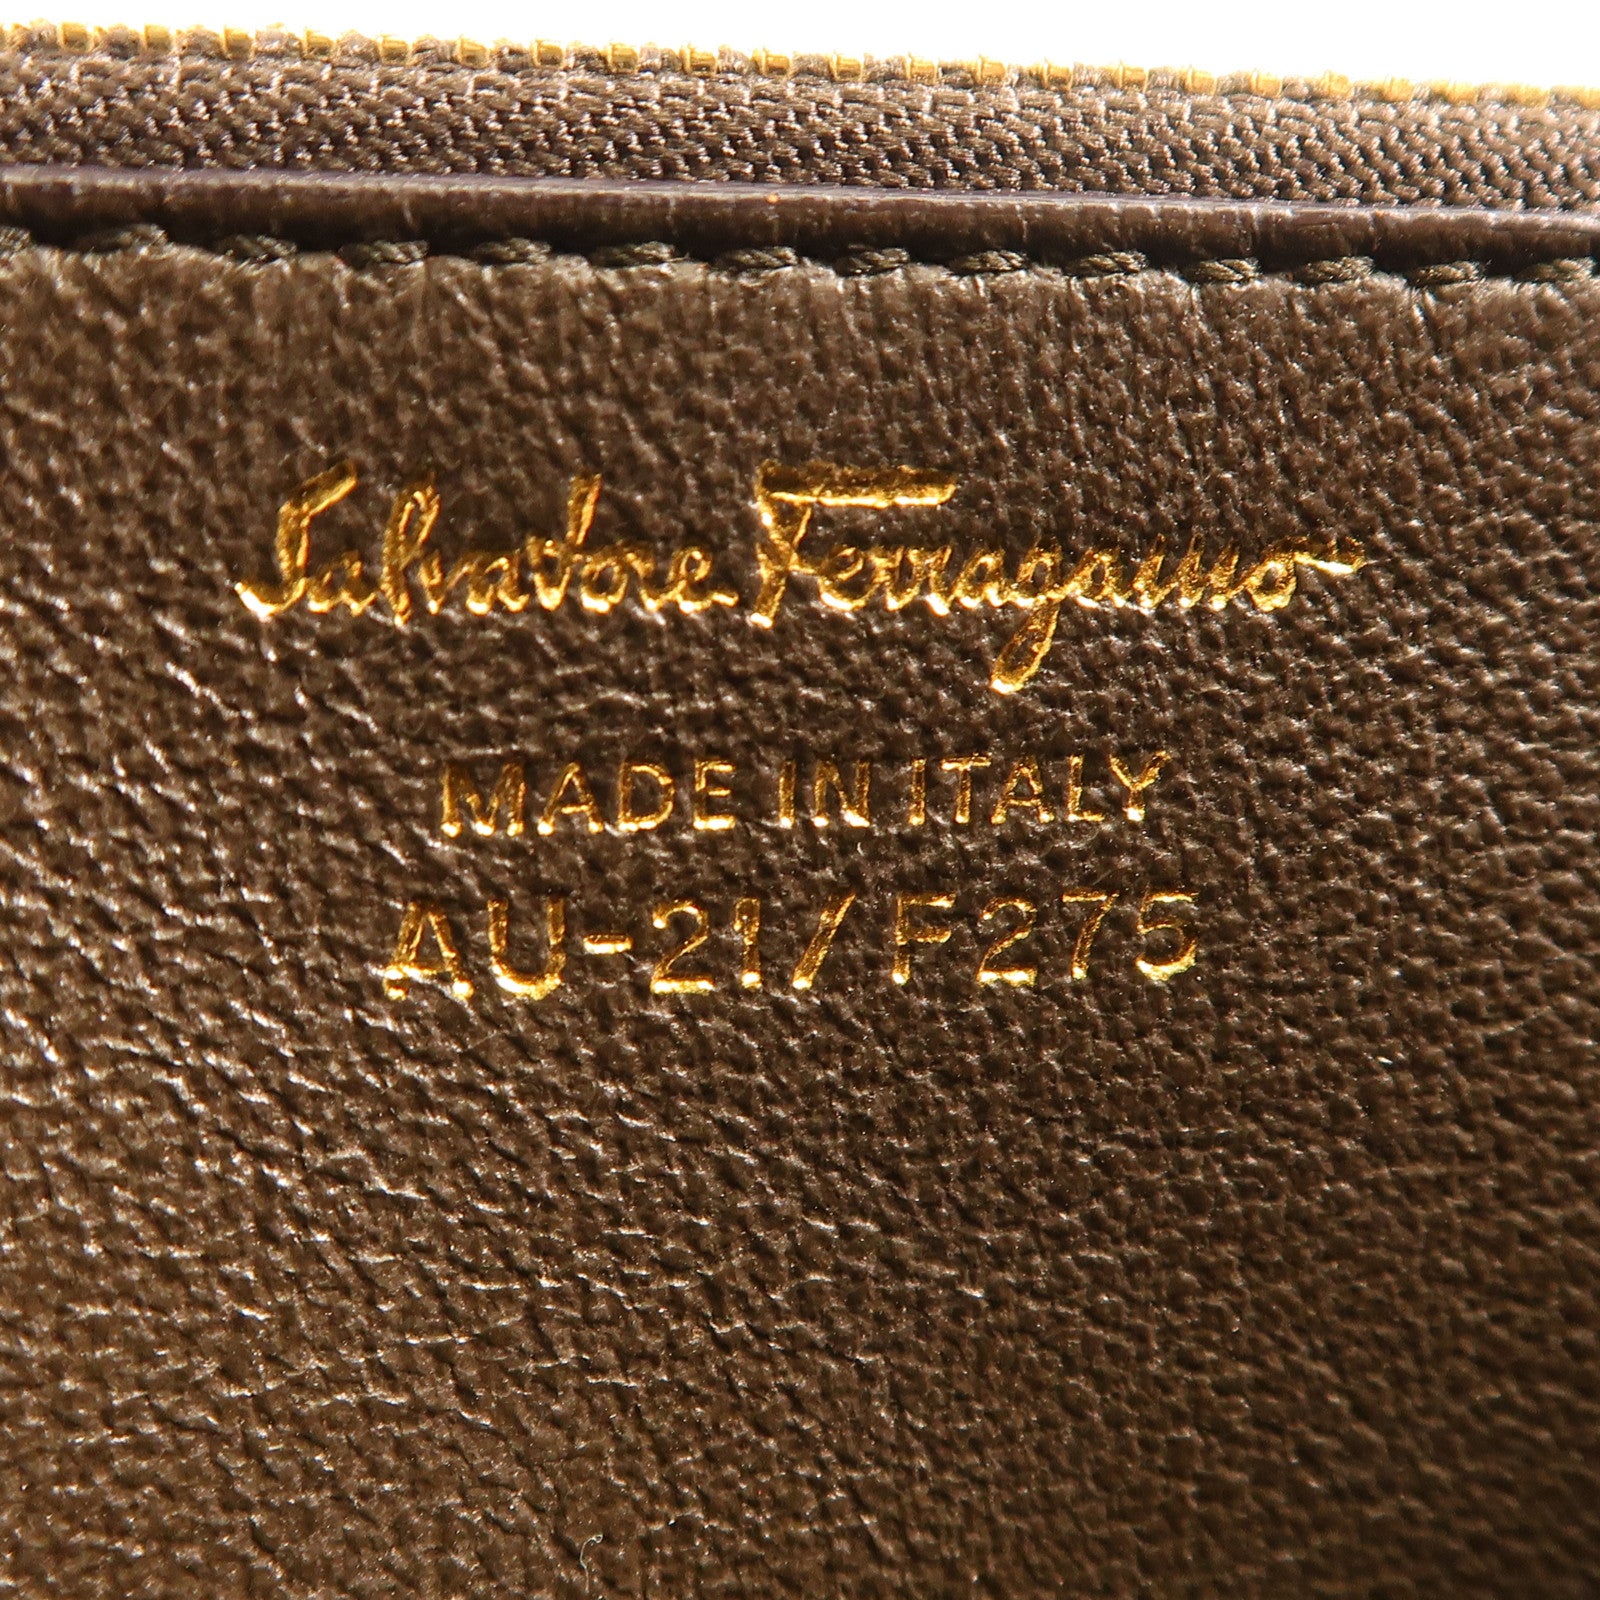 Salvatore Ferragamo
MADE IN ITALY
AU-21/F275